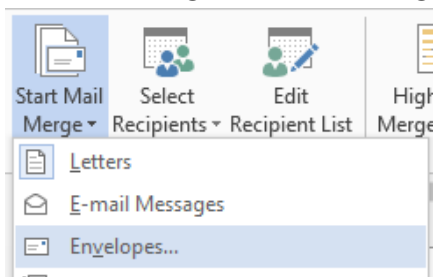 Start Mail Merge
Select Recipients
Edit Recipient List
High
Merge
Letters
E-mail Messages
Envelopes...